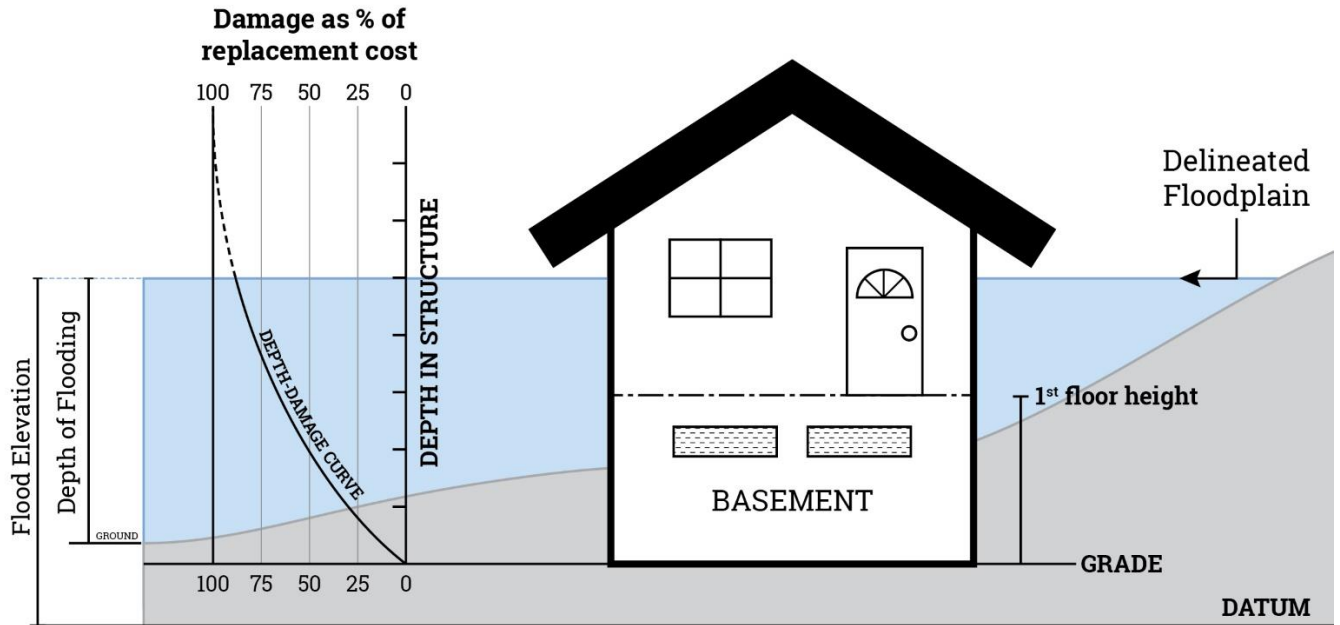 Damage as % of
replacement cost
100 75 50 25 0
Delineated
Floodplain
DEPTH IN STRUCTURE
DEPTH-DAMAGE CURVE
Flood Elevation
Depth of Flooding
GROUND
1st floor height
BASEMENT
GRADE
100 75 50 25 0
DATUM